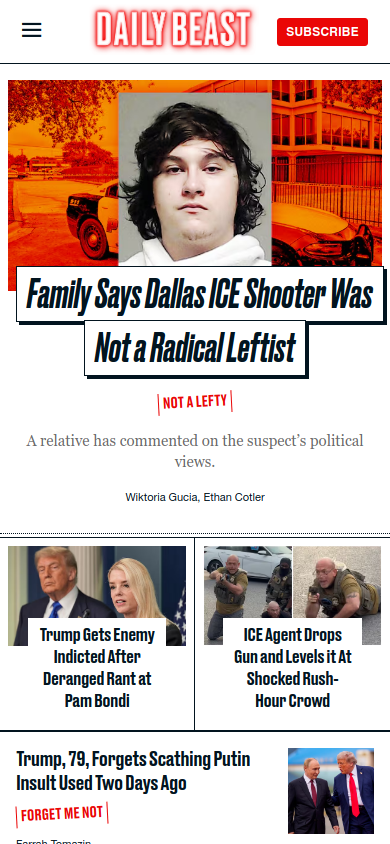 DAILY BEAST
SUBSCRIBE
Family Says Dallas ICE Shooter Was
Not a Radical Leftist
NOT A LEFTY
A relative has commented on the suspect’s political
views.
Wiktoria Gucia, Ethan Cotler
Trump Gets Enemy
Indicted After
Deranged Rant at
Pam Bondi
ICE Agent Drops
Gun and Levels it At
Shocked Rush-
Hour Crowd
Trump, 79, Forgets Scathing Putin
Insult Used Two Days Ago
FORGET ME NOT
Farrah Tomazin